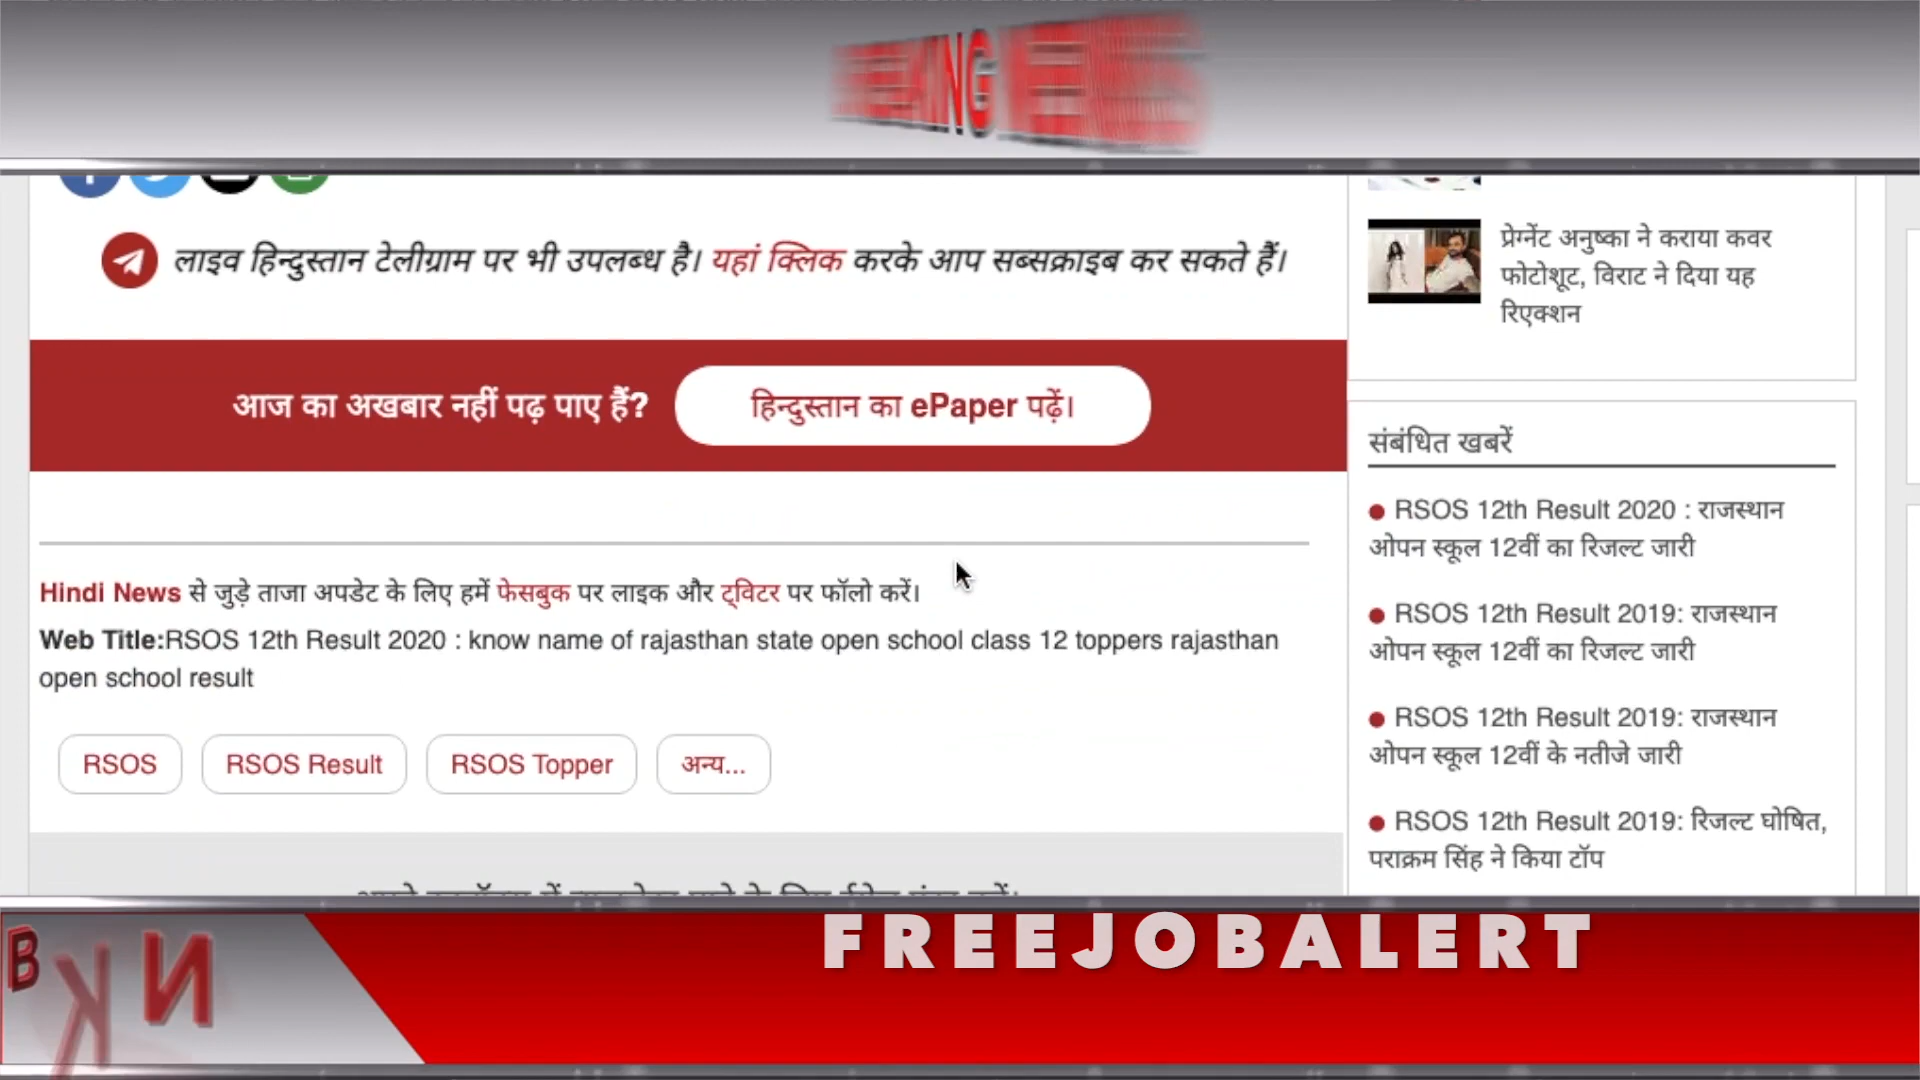 लाइव हिन्दुस्तान टेलीग्राम पर भी उपलब्ध है। यहां क्लिक करके आप सब्सक्राइब कर सकते हैं।
आज का अखबार नहीं पढ़ पाए हैं? हिन्दुस्तान का ePaper पढ़ें।
Hindi News से जुड़े ताजा अपडेट के लिए हमें फेसबुक पर लाइक और ट्विटर पर फॉलो करें।
Web Title:RSOS 12th Result 2020 : know name of rajasthan state open school class 12 toppers rajasthan
open school result
RSOS RSOS Result RSOS Topper अन्य...
प्रेग्नेंट अनुष्का ने कराया कवर
फोटोशूट, विराट ने दिया यह
रिएक्शन
संबंधित खबरें
RSOS 12th Result 2020 : राजस्थान
ओपन स्कूल 12वीं का रिजल्ट जारी
RSOS 12th Result 2019: राजस्थान
ओपन स्कूल 12वीं का रिजल्ट जारी
RSOS 12th Result 2019: राजस्थान
ओपन स्कूल 12वीं के नतीजे जारी
RSOS 12th Result 2019: रिजल्ट घोषित,
पराक्रम सिंह ने किया टॉप
FREEJOBALERT